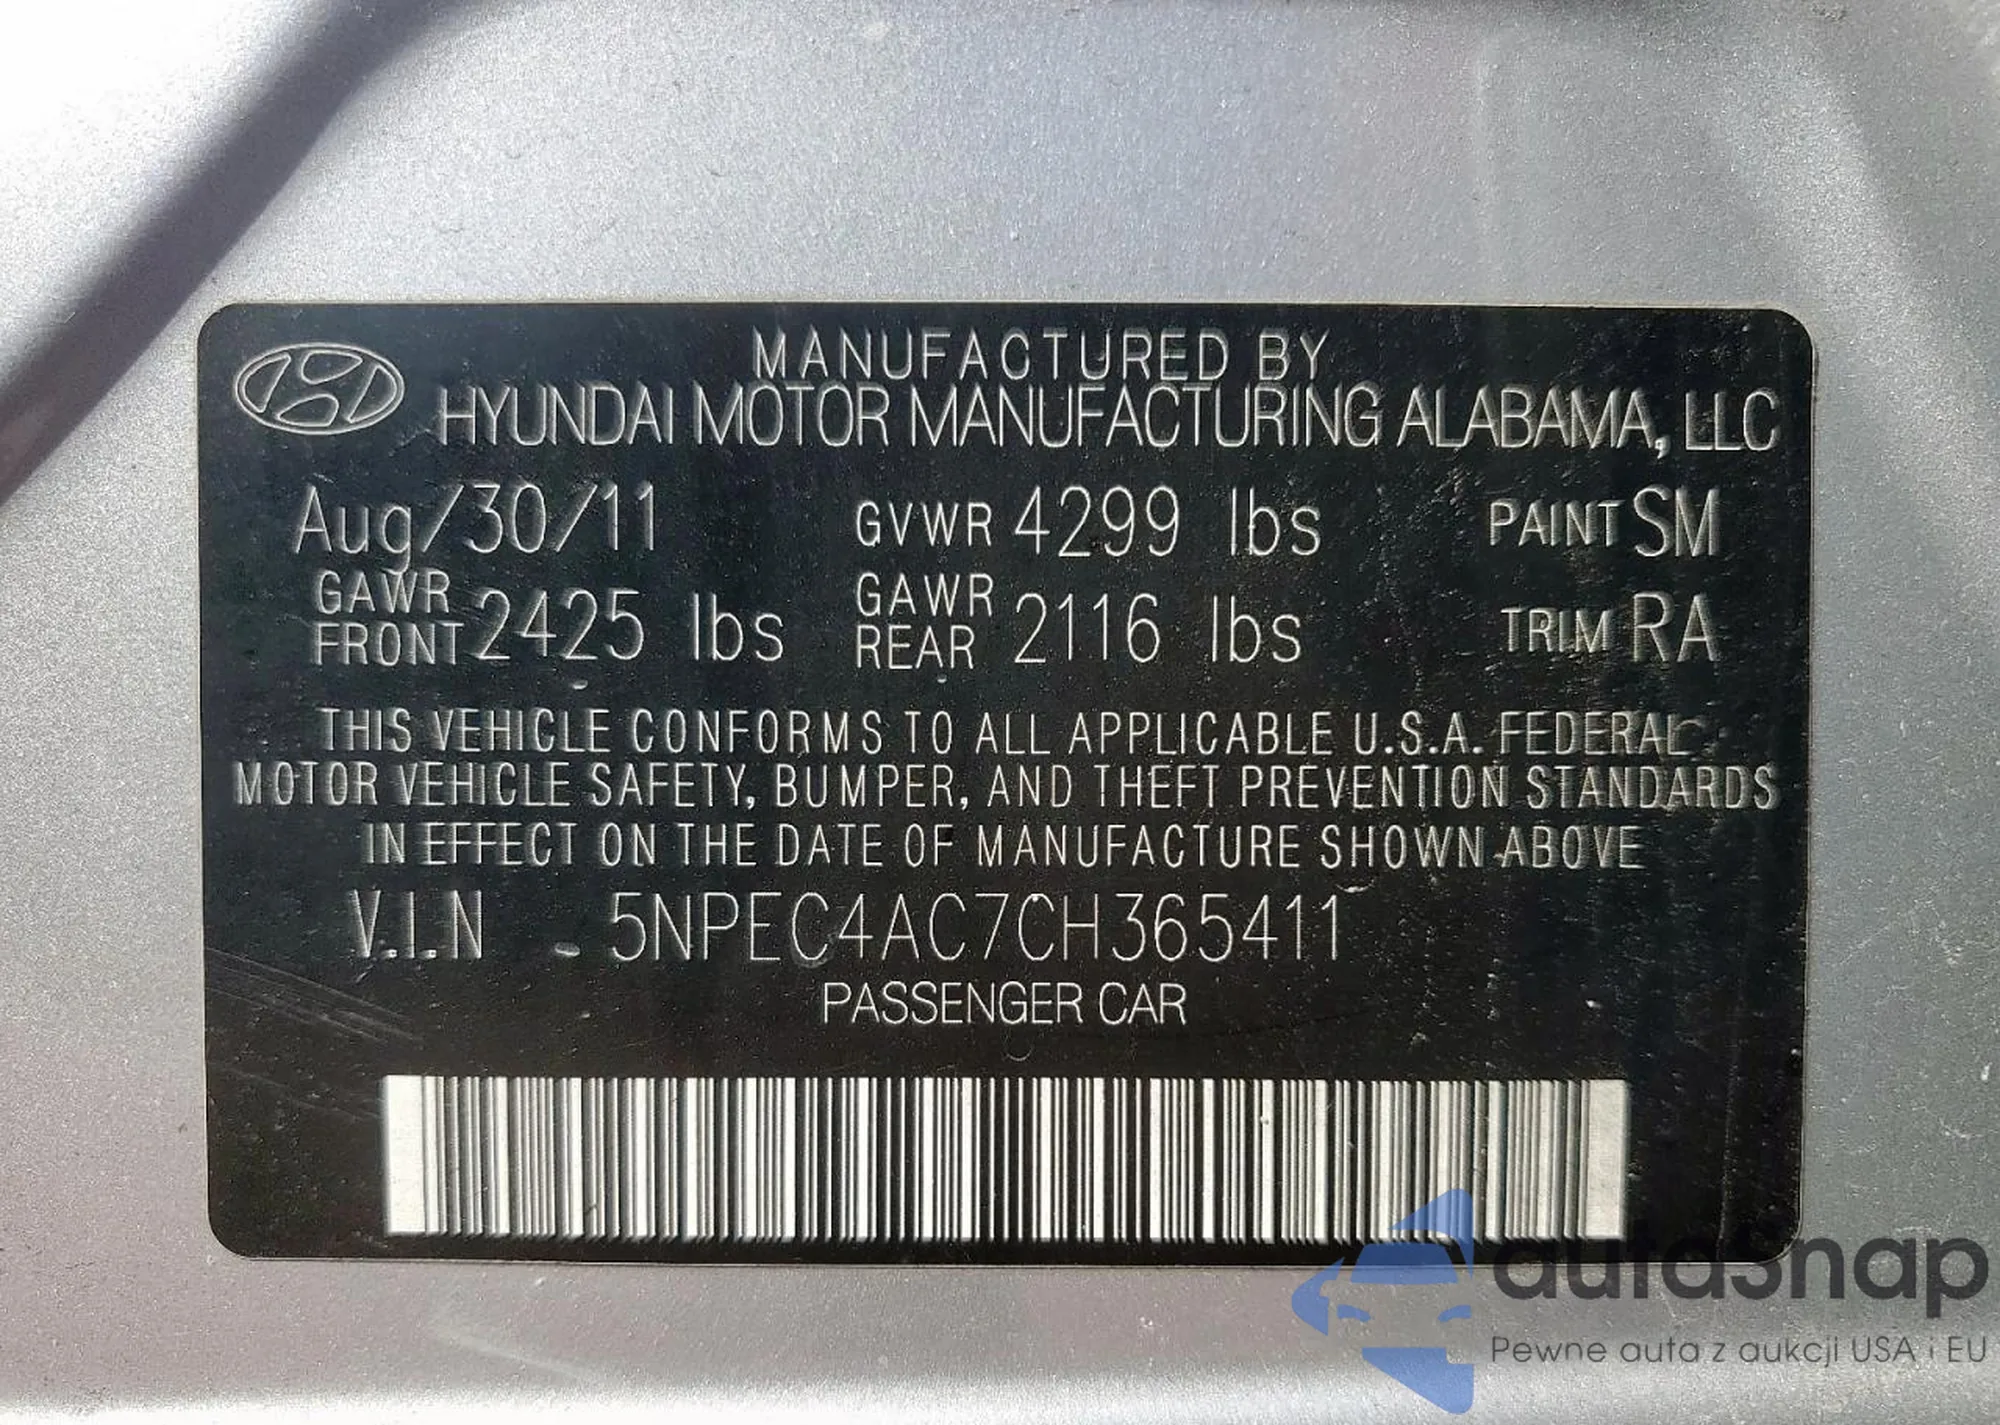 MANUFACTURED BY
HYUNDAI MOTOR MANUFACTURING ALABAMA, LLC
Aug/30/11 GVWR 4299 lbs PAINT SM
GAWR FRONT 2425 lbs GAWR REAR 2116 lbs TRIM RA
THIS VEHICLE CONFORMS TO ALL APPLICABLE U.S.A. FEDERAL
MOTOR VEHICLE SAFETY, BUMPER, AND THEFT PREVENTION STANDARDS
IN EFFECT ON THE DATE OF MANUFACTURE SHOWN ABOVE
V.I.N 5NPEC4AC7CH365411
PASSENGER CAR
autasnap
Pewne auta z aukcji USA i EU